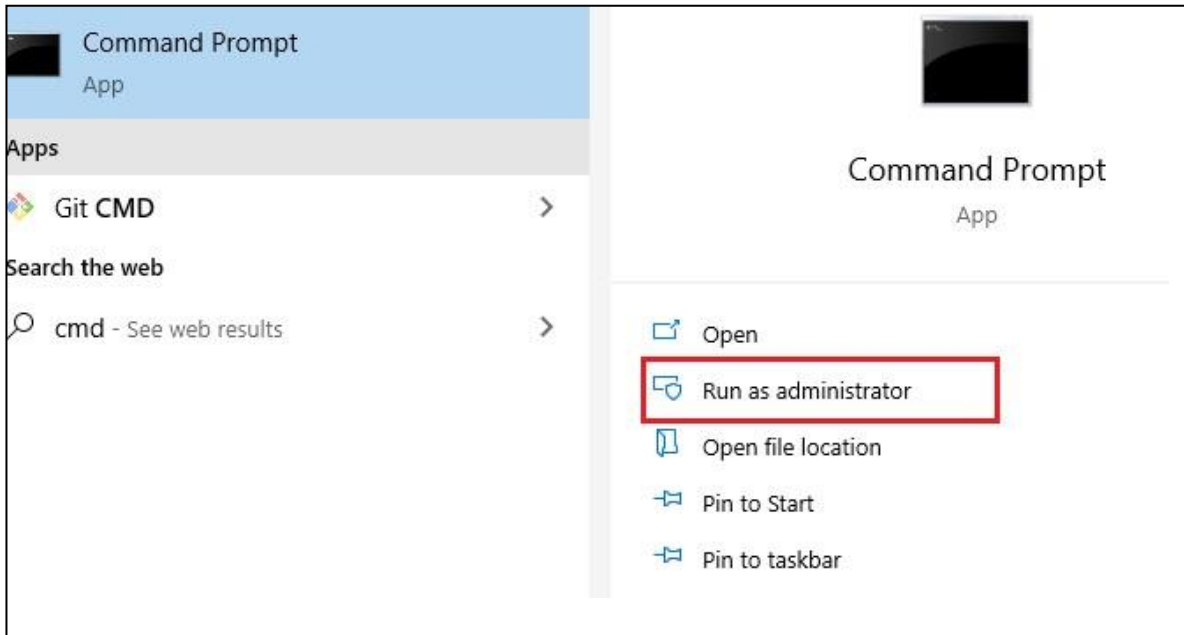 Command Prompt
App
Apps
Git CMD
Search the web
cmd - See web results
Command Prompt
App
Open
Run as administrator
Open file location
Pin to Start
Pin to taskbar